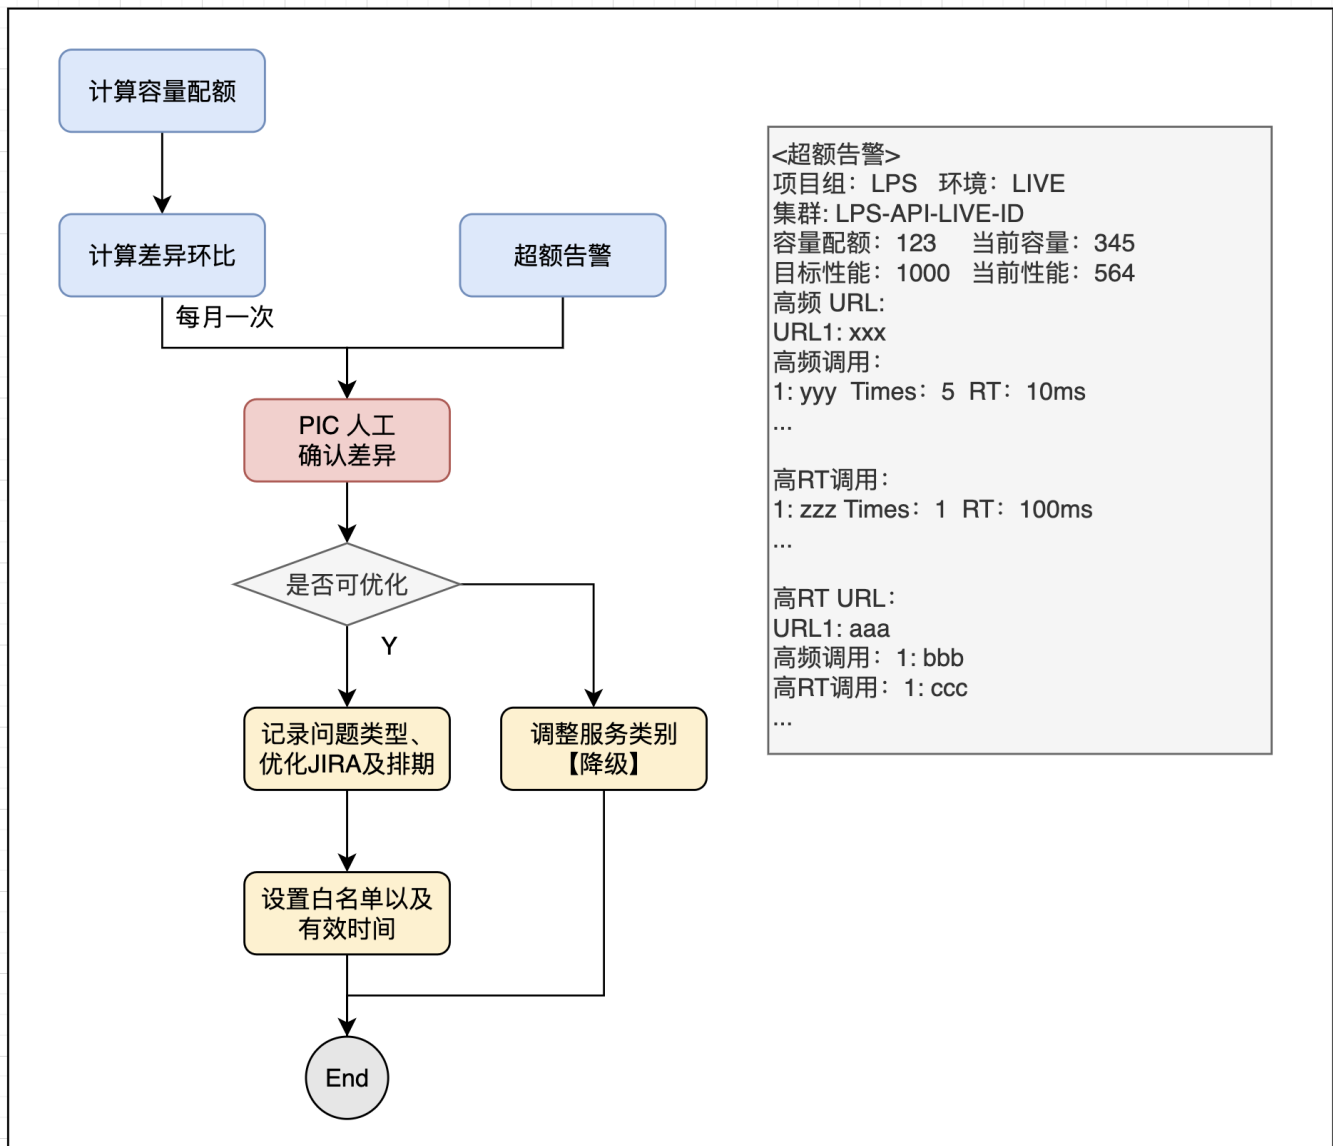 计算容量配额
计算差异环比
超额告警
每月一次
PIC 人工
确认差异
是否可优化
Y
记录问题类型、
优化JIRA及排期
调整服务类别
【降级】
设置白名单以及
有效时间
End
<超额告警>
项目组：LPS 环境：LIVE
集群: LPS-API-LIVE-ID
容量配额：123 当前容量：345
目标性能：1000 当前性能：564
高频 URL:
URL1: xxx
高频调用：
1: yyy Times：5 RT：10ms
...
高RT调用：
1: zzz Times：1 RT：100ms
...
高RT URL：
URL1: aaa
高频调用：1: bbb
高RT调用：1: ccc
...